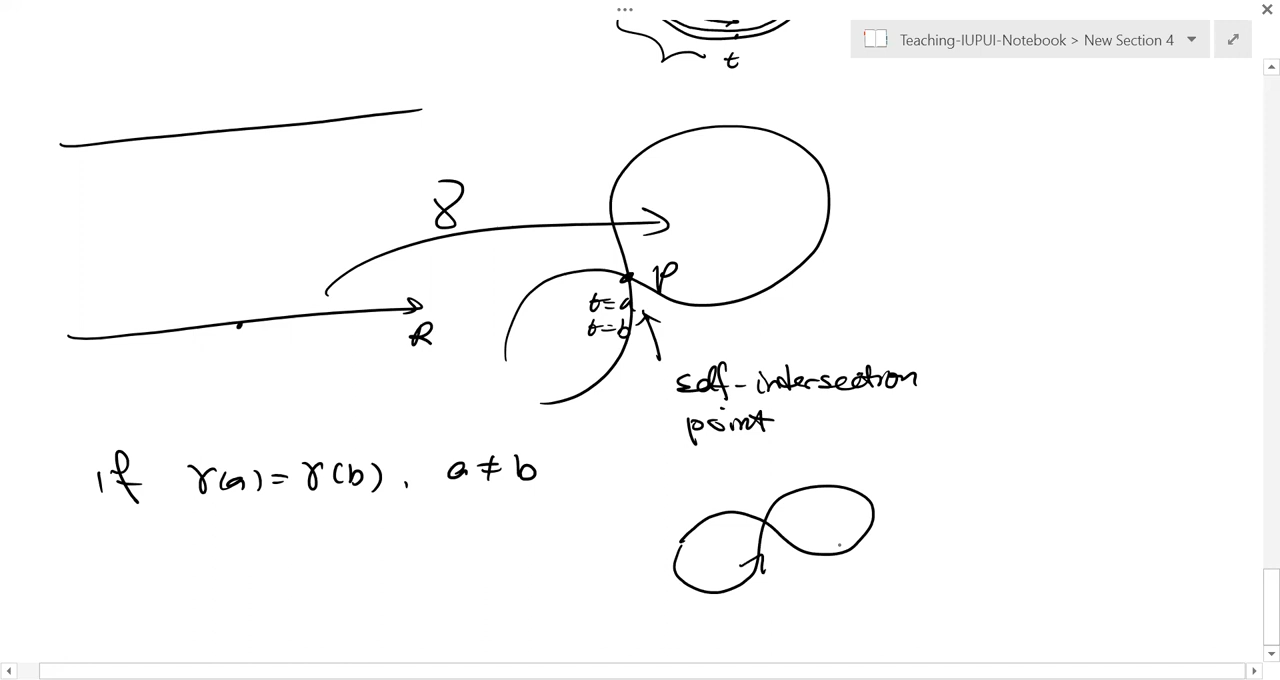 Teaching-IUPUI-Notebook > New Section 4
t
γ
p
t=a
t=b
R
self-intersection
point
if γ(a)=γ(b), a≠b